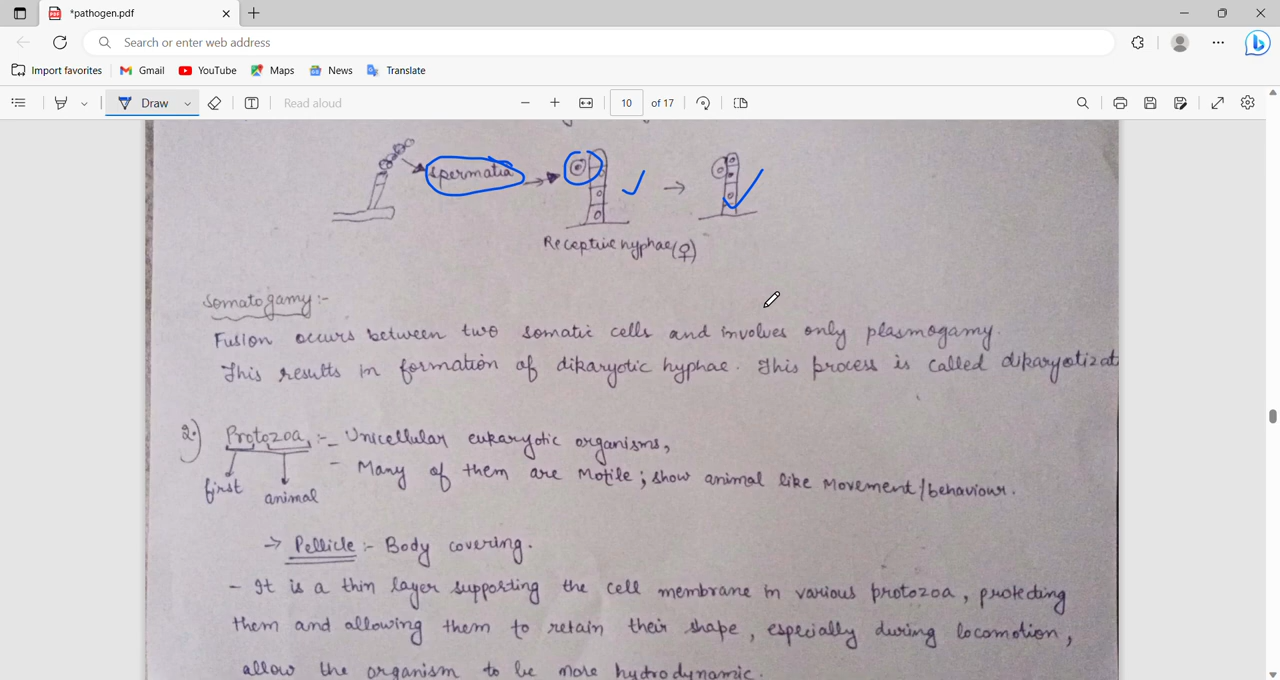 *pathogen.pdf
Search or enter web address
Import favorites Gmail YouTube Maps News Translate
Draw Read aloud 10 of 17
spermatia
Receptive hyphae(♀)
Somatogamy:-
Fusion occurs between two somatic cells and involves only plasmogamy.
This results in formation of dikaryotic hyphae. This process is called dikaryotizat
2.) Protozoa :- - Unicellular eukaryotic organisms,
- Many of them are Motile ; show animal like Movement/behaviour.
first animal
→ Pellicle :- Body covering.
- It is a thin layer supporting the cell membrane in various protozoa, protecting
them and allowing them to retain their shape, especially during locomotion,
allow the organism to be more hydrodynamic.